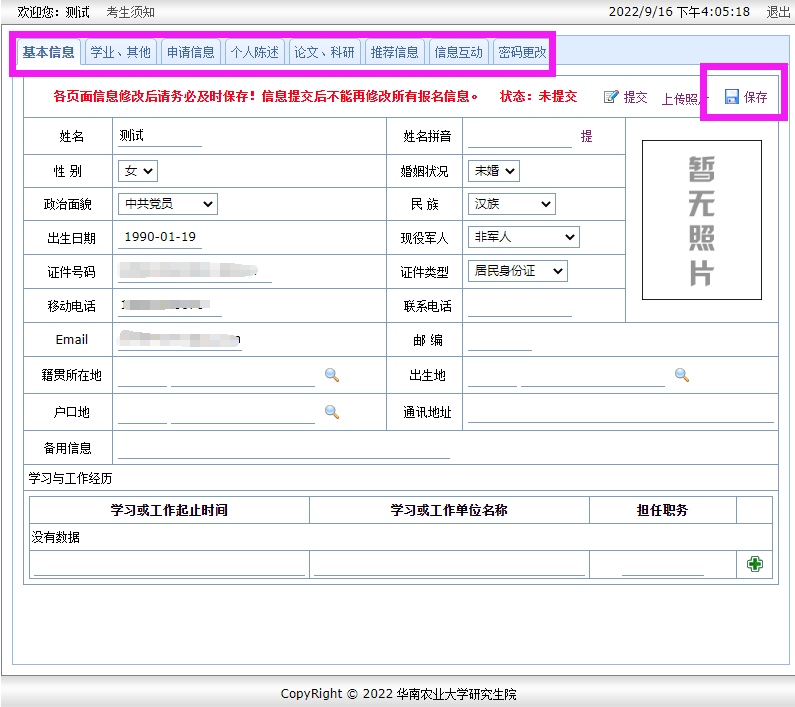 欢迎您：测试 考生须知 2022/9/16 下午4:05:18 退出
基本信息 学业、其他 申请信息 个人陈述 论文、科研 推荐信息 信息互动 密码更改
各页面信息修改后请务必及时保存！信息提交后不能再修改所有报名信息。 状态：未提交 提交 上传照 保存
姓名 测试 姓名拼音 提
性 别 女 婚姻状况 未婚
政治面貌 中共党员 民 族 汉族
出生日期 1990-01-19 现役军人 非军人
证件号码 证件类型 居民身份证
移动电话 联系电话
暂无照片
Email 邮 编
籍贯所在地 出生地
户口地 通讯地址
备用信息
学习与工作经历
学习或工作起止时间 学习或工作单位名称 担任职务
没有数据
CopyRight © 2022 华南农业大学研究生院